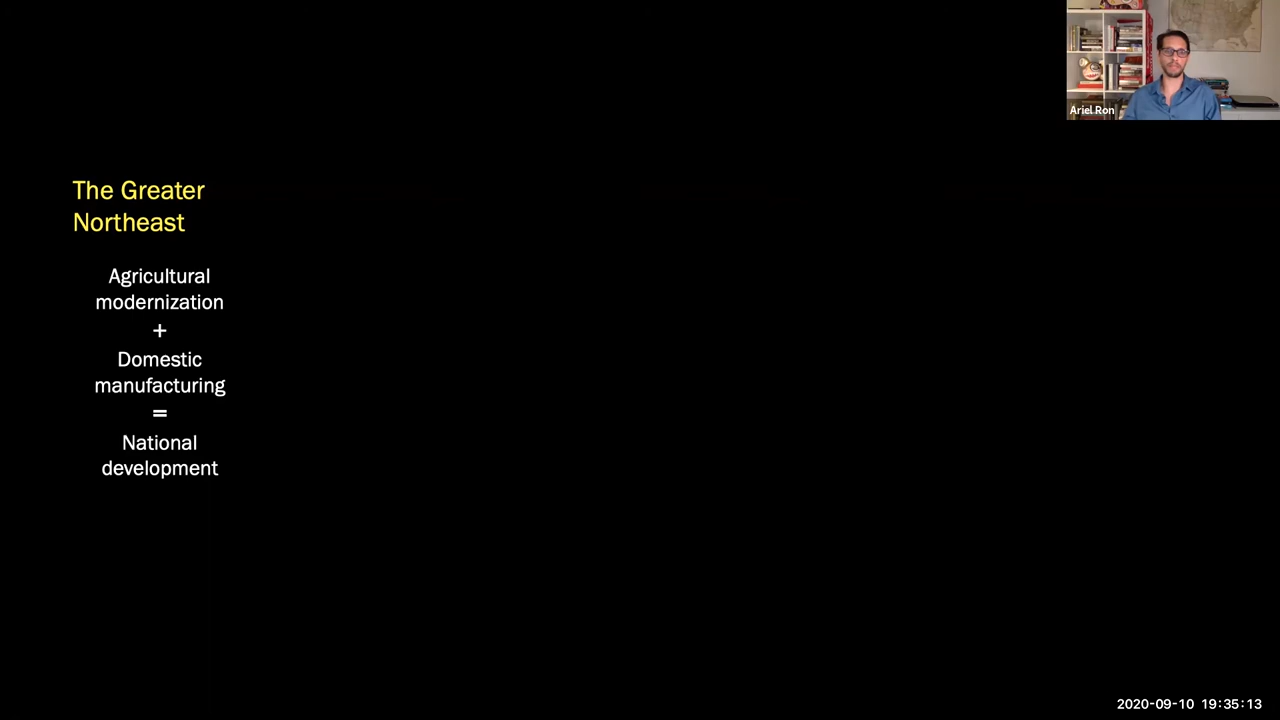 Ariel Ron
The Greater
Northeast
Agricultural
modernization
+
Domestic
manufacturing
=
National
development
2020-09-10 19:35:13